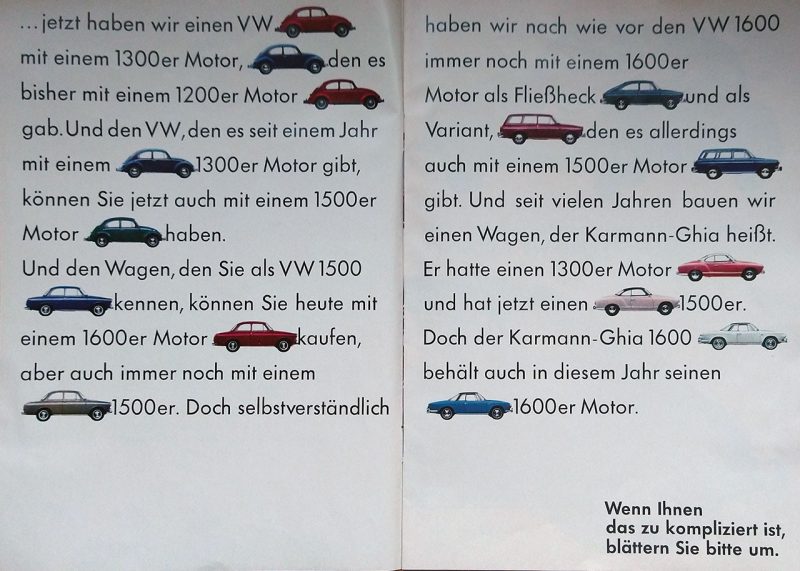 ...jetzt haben wir einen VW
mit einem 1300er Motor, den es
bisher mit einem 1200er Motor
gab. Und den VW, den es seit einem Jahr
mit einem 1300er Motor gibt,
können Sie jetzt auch mit einem 1500er
Motor haben.
Und den Wagen, den Sie als VW 1500
kennen, können Sie heute mit
einem 1600er Motor kaufen,
aber auch immer noch mit einem
1500er. Doch selbstverständlich
haben wir nach wie vor den VW 1600
immer noch mit einem 1600er
Motor als Fließheck und als
Variant, den es allerdings
auch mit einem 1500er Motor
gibt. Und seit vielen Jahren bauen wir
einen Wagen, der Karmann-Ghia heißt.
Er hatte einen 1300er Motor
und hat jetzt einen 1500er.
Doch der Karmann-Ghia 1600
behält auch in diesem Jahr seinen
1600er Motor.
Wenn Ihnen
das zu kompliziert ist,
blättern Sie bitte um.